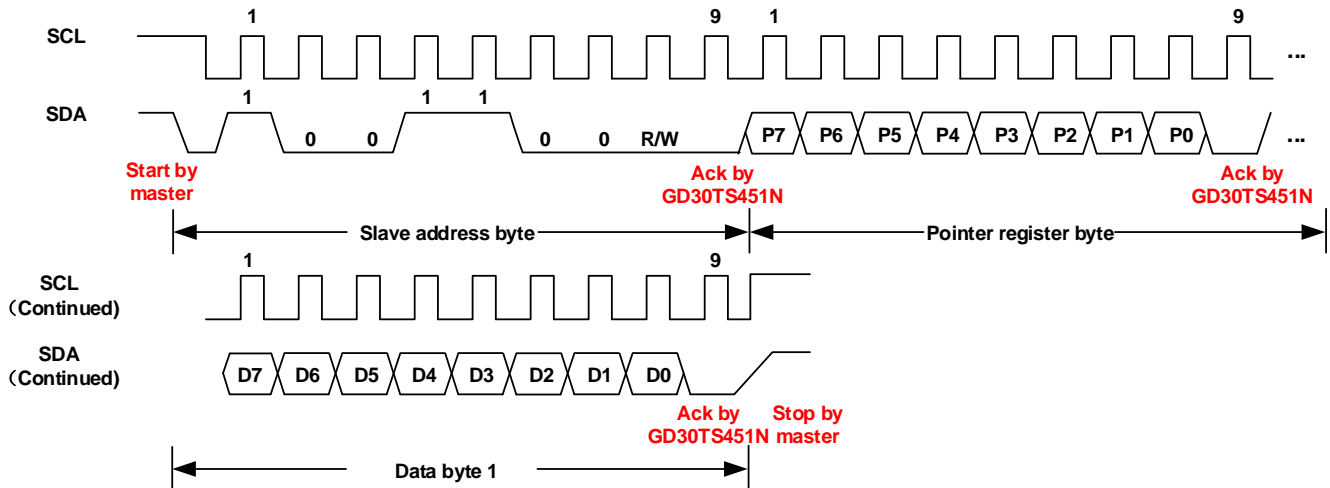 1 9 1 9
SCL ...
SDA 1 0 0 1 1 0 0 R/W P7 P6 P5 P4 P3 P2 P1 P0 ...
Start by master
Ack by GD30TS451N
Ack by GD30TS451N
Slave address byte
Pointer register byte
1 9
SCL
（Continued)
SDA
（Continued)
D7 D6 D5 D4 D3 D2 D1 D0
Ack by GD30TS451N
Stop by master
Data byte 1